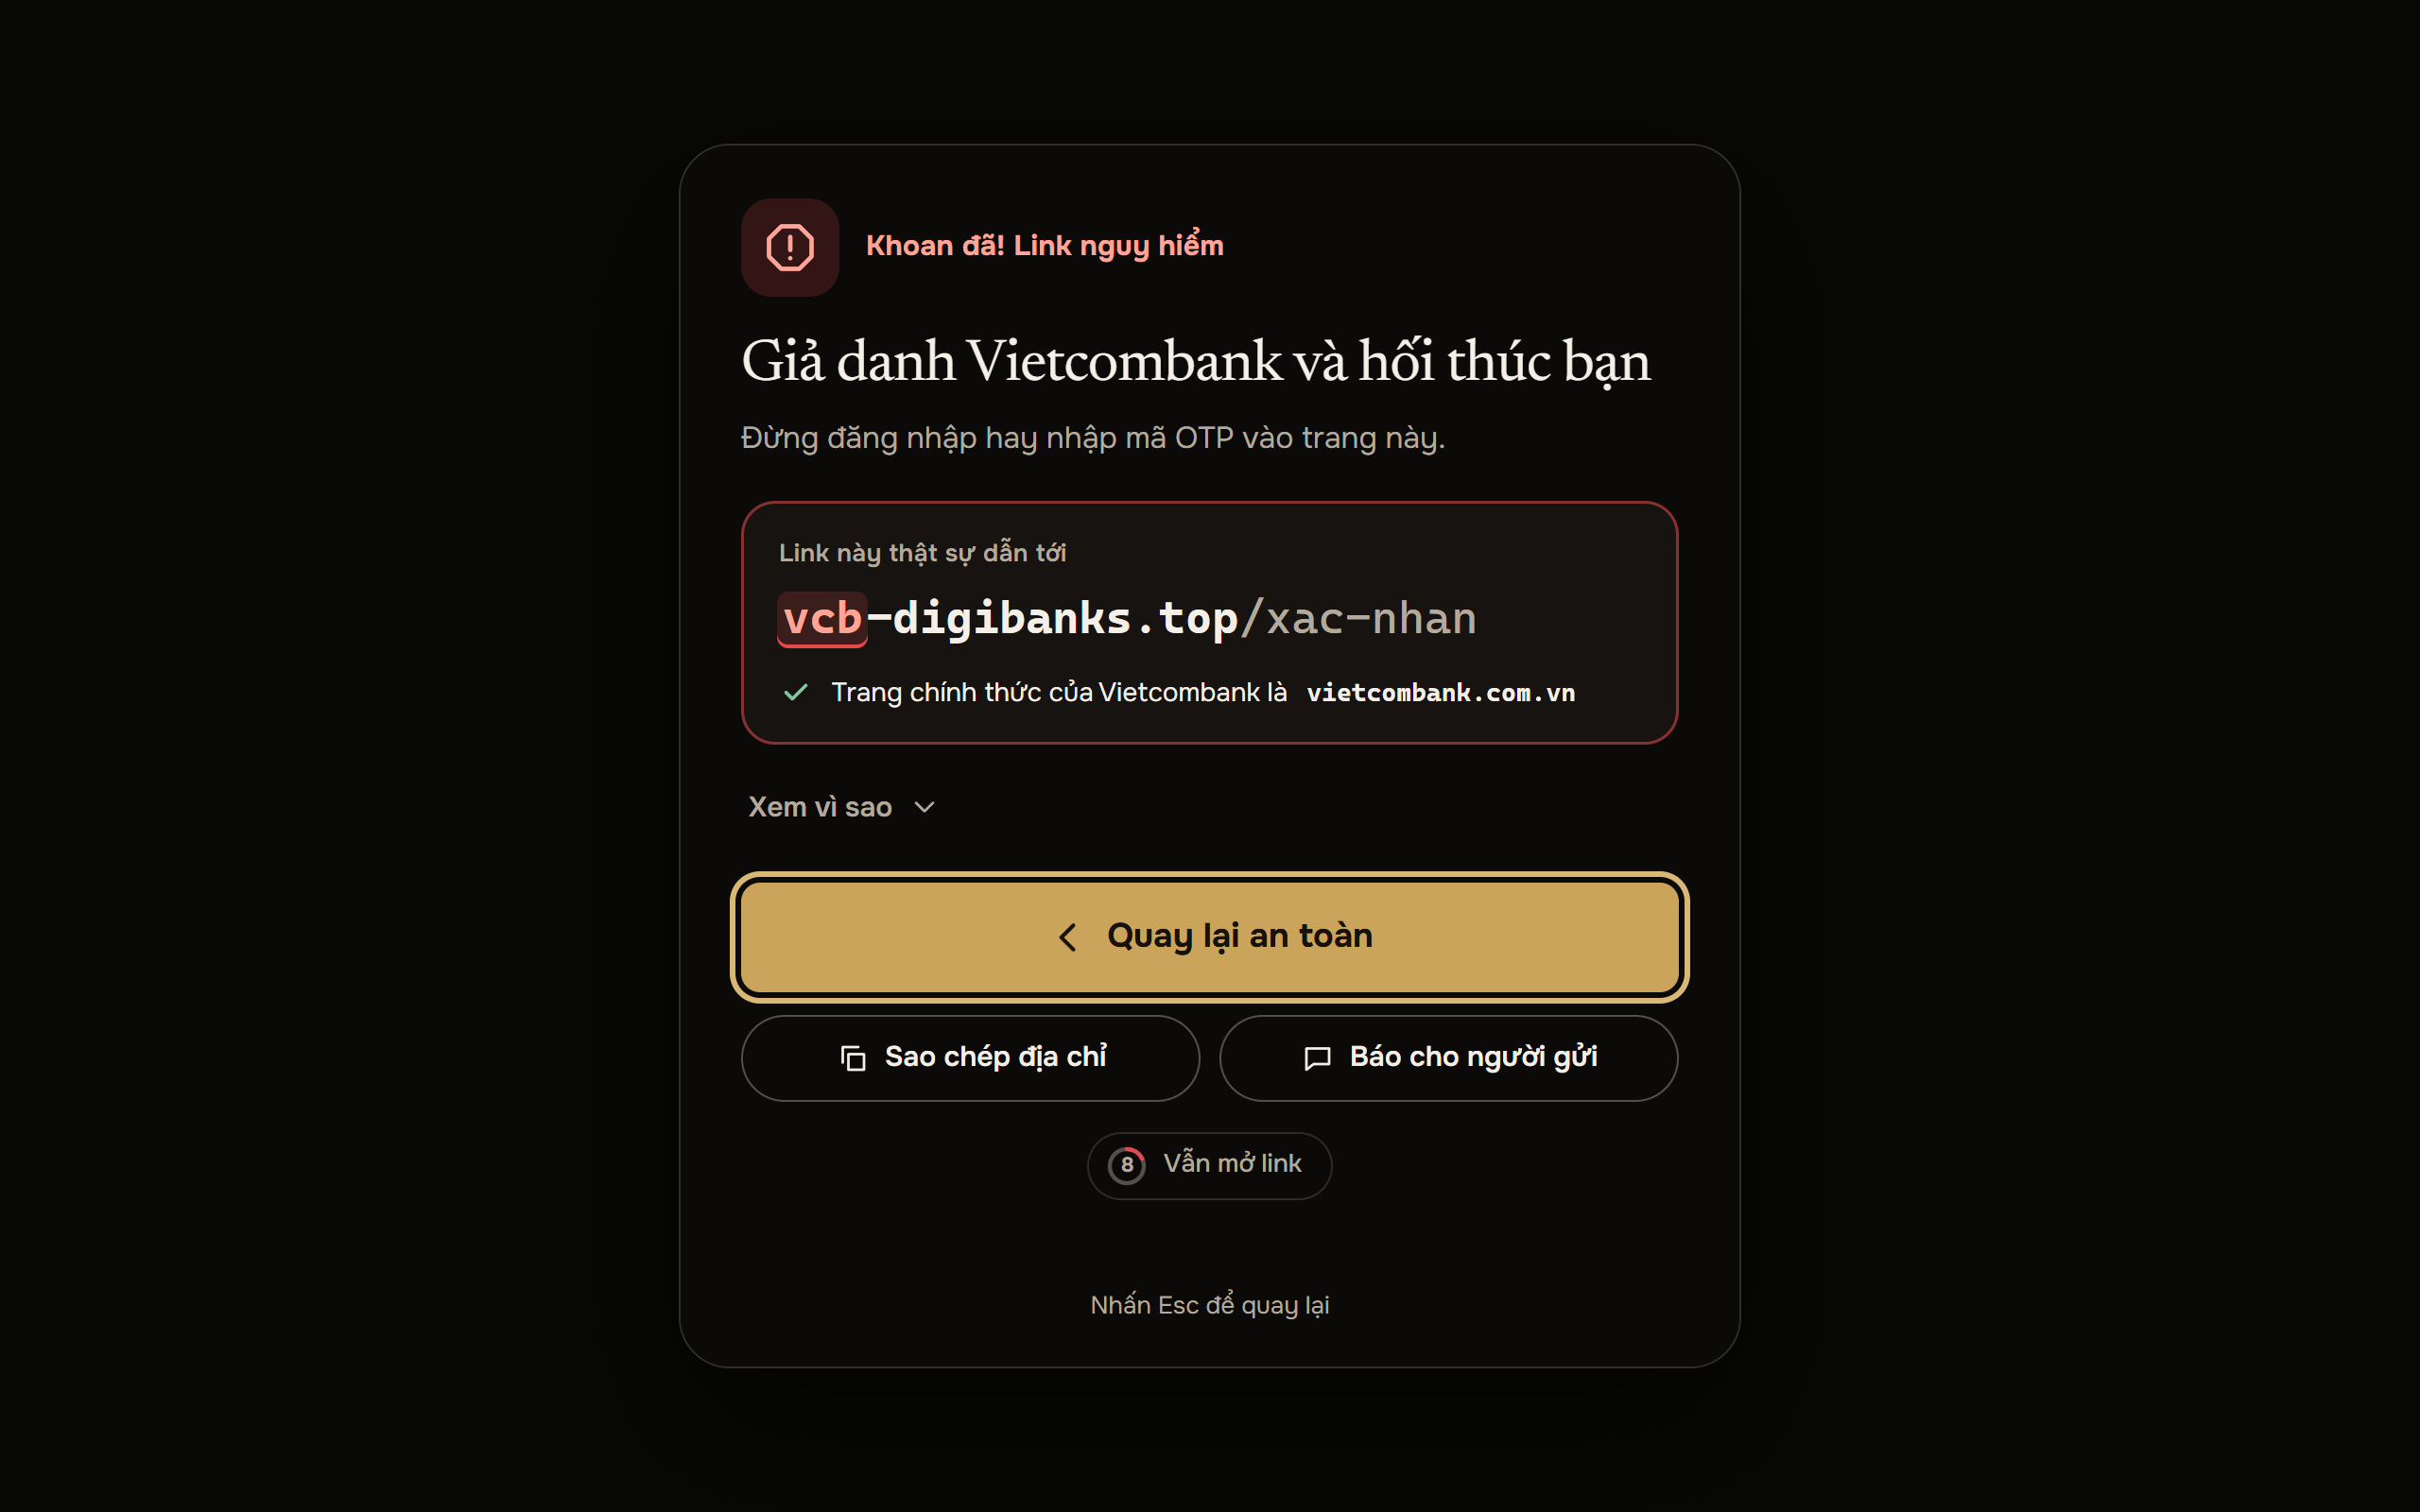 Khoan đã! Link nguy hiểm
Giả danh Vietcombank và hối thúc bạn
Đừng đăng nhập hay nhập mã OTP vào trang này.
Link này thật sự dẫn tới
vcb-digibanks.top/xac-nhan
Trang chính thức của Vietcombank là vietcombank.com.vn
Xem vì sao
Quay lại an toàn
Sao chép địa chỉ
Báo cho người gửi
8 Vẫn mở link
Nhấn Esc để quay lại